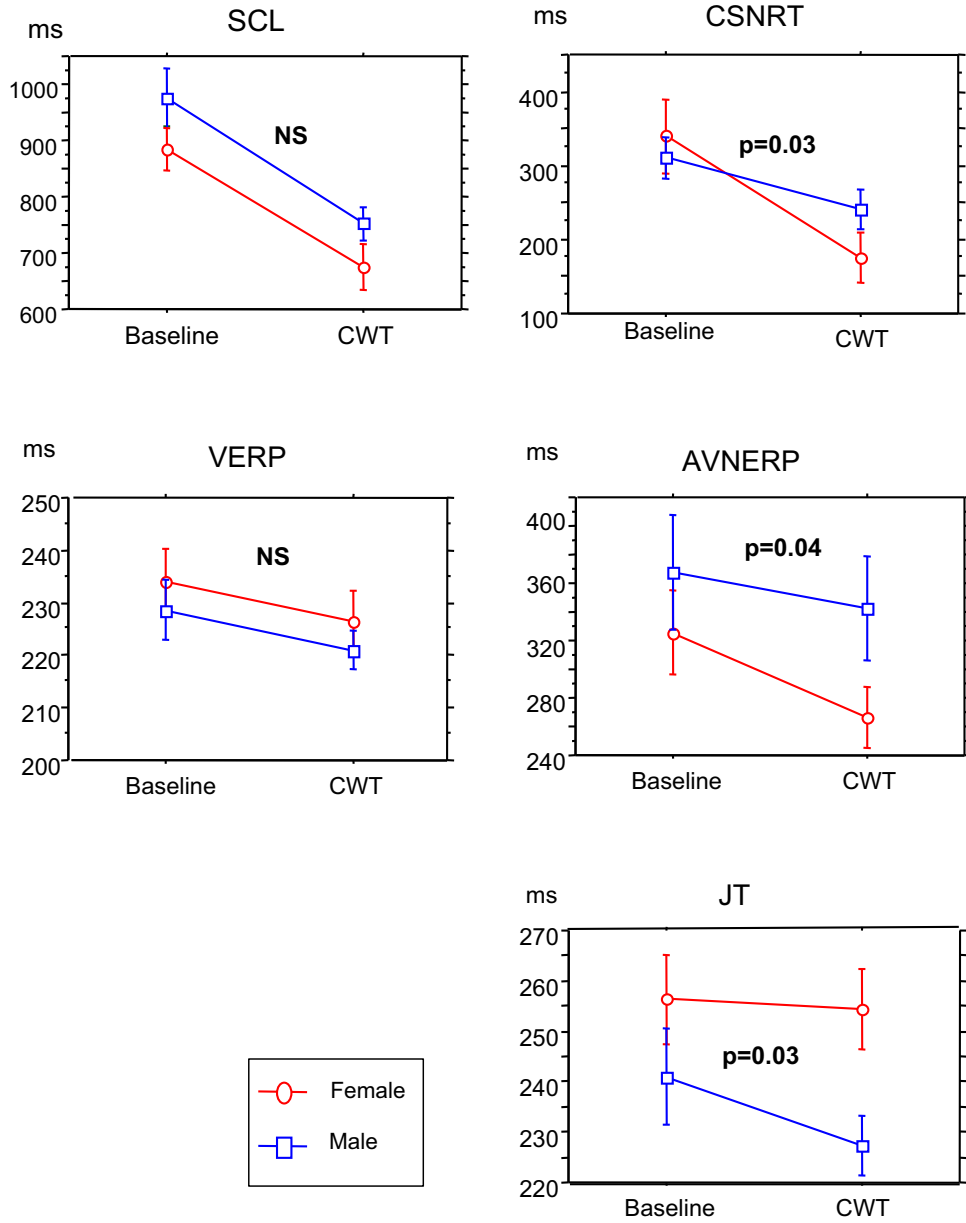 SCL
ms
1000
900
800
700
600
NS
Baseline CWT
CSNRT
ms
400
300
200
100
p=0.03
Baseline CWT
VERP
ms
250
240
230
220
210
200
NS
Baseline CWT
AVNERP
ms
400
360
320
280
240
p=0.04
Baseline CWT
JT
ms
270
260
250
240
230
220
p=0.03
Baseline CWT
Female
Male